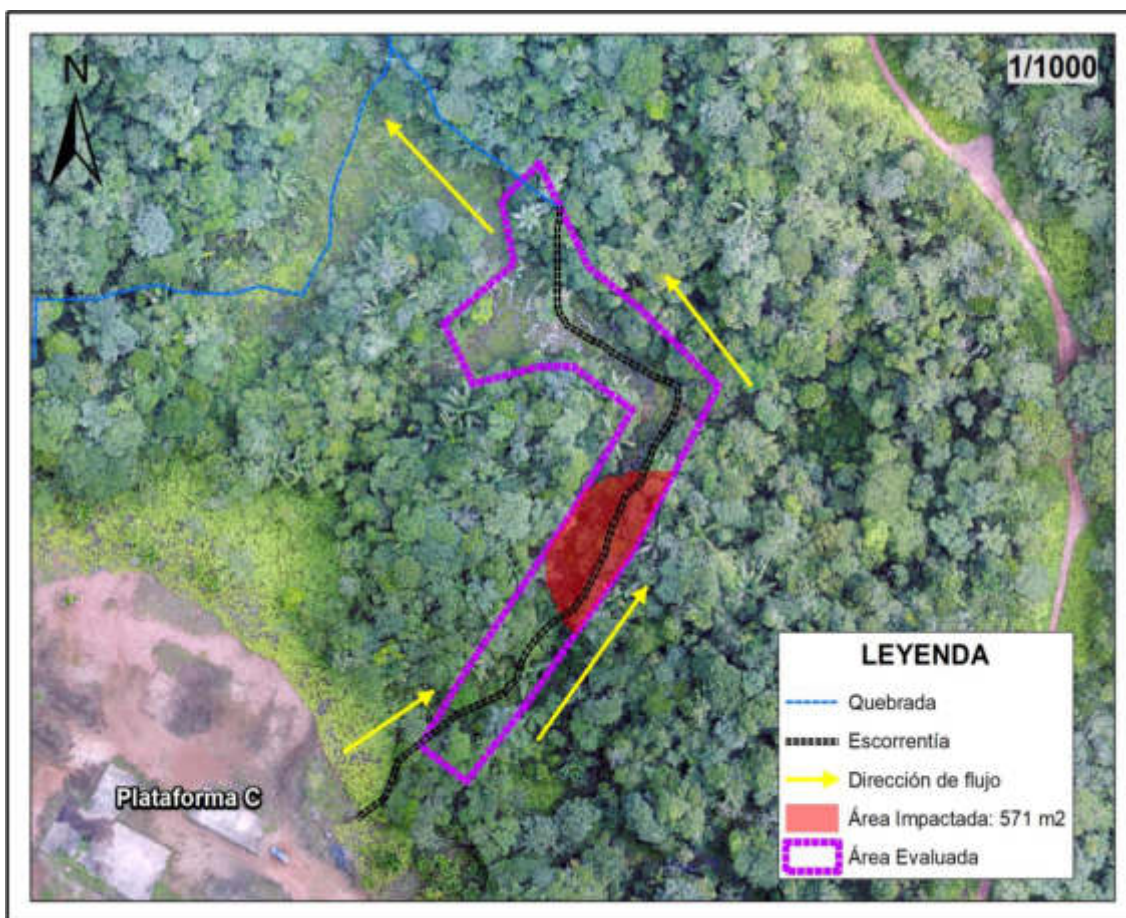 N
1/1000
Plataforma C
LEYENDA
Quebrada
Escorrentía
Dirección de flujo
Área Impactada: 571 m2
Área Evaluada